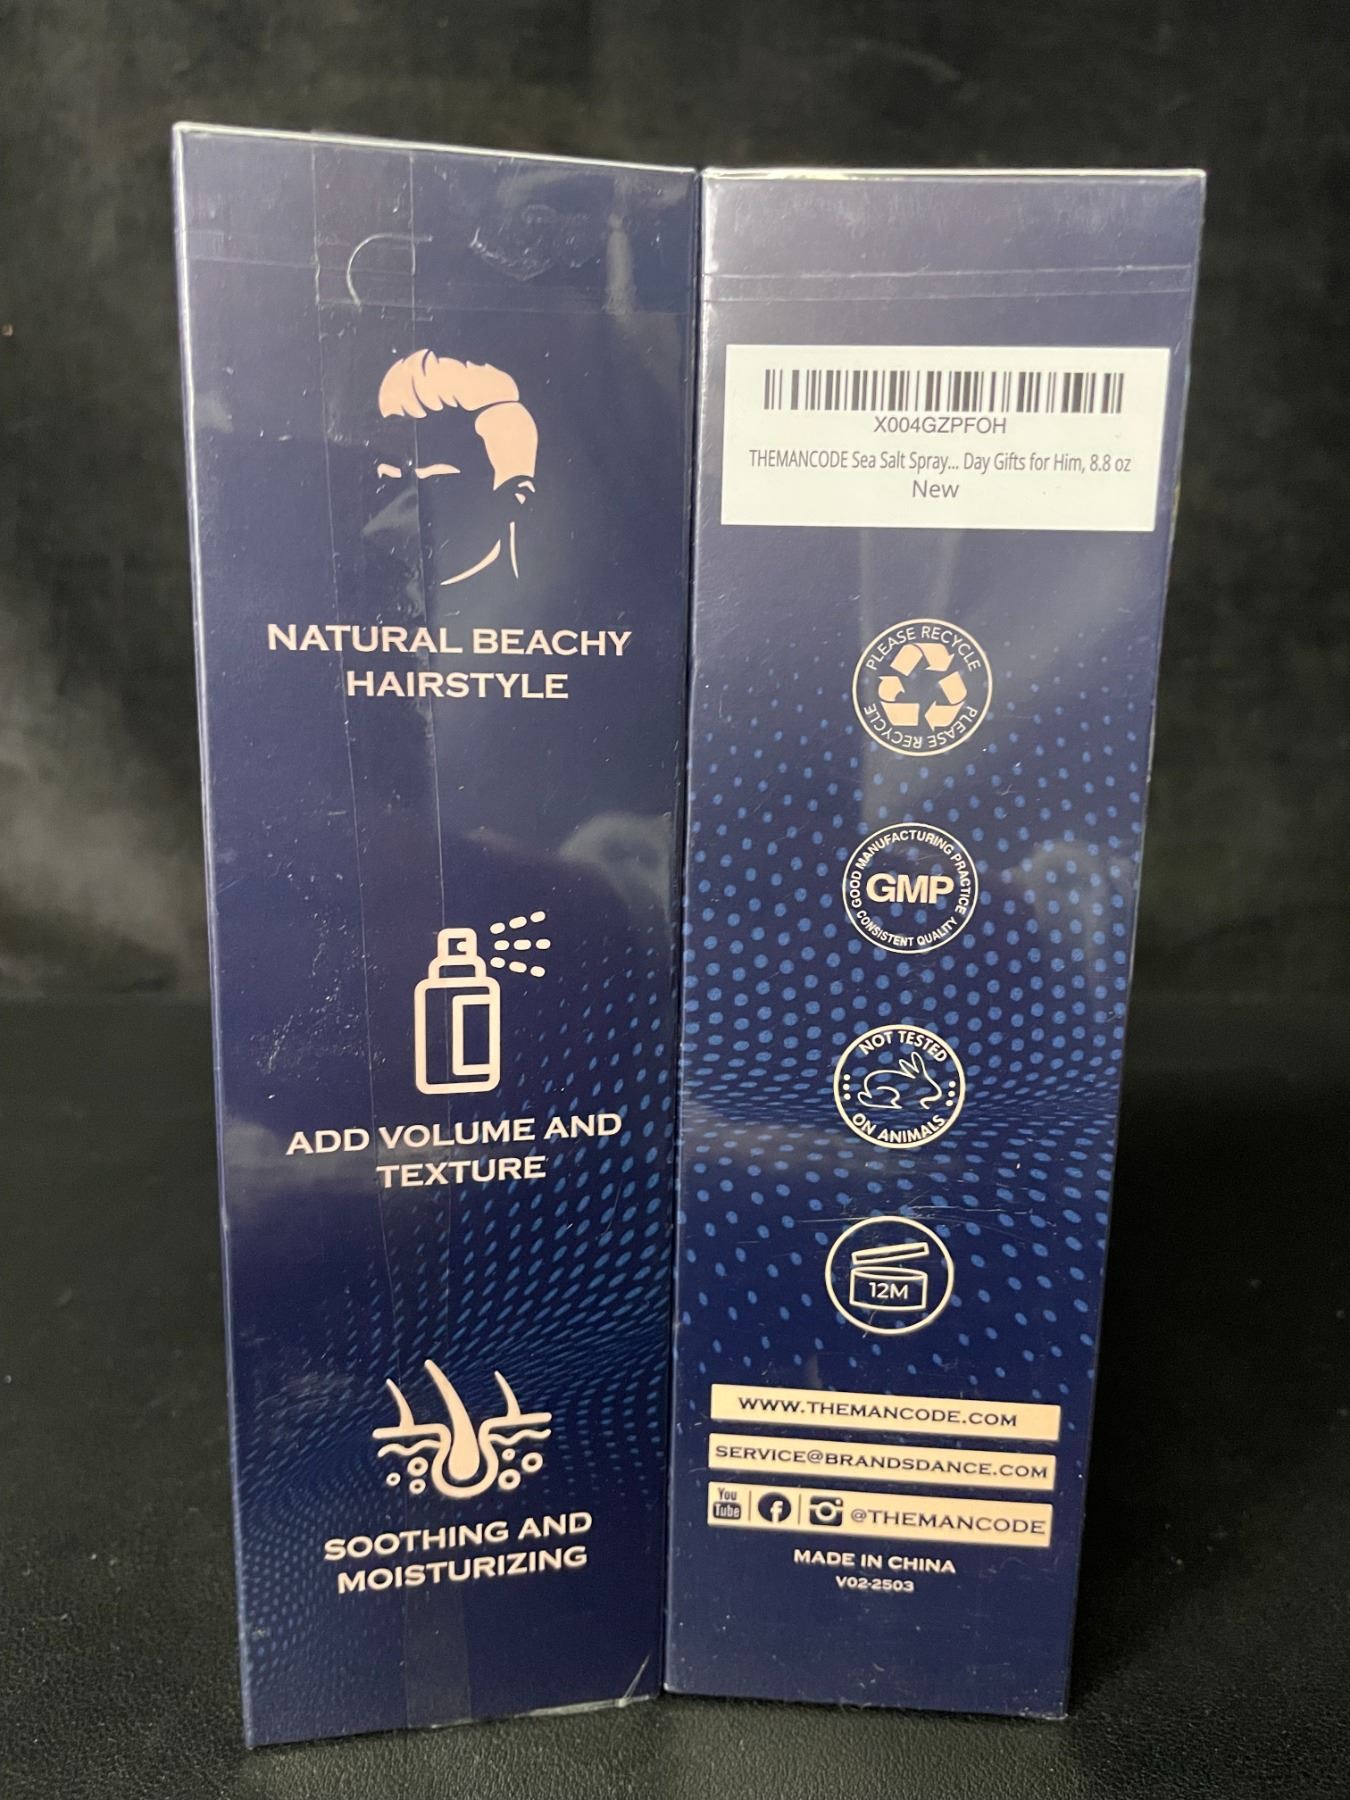 NATURAL BEACHY
HAIRSTYLE
ADD VOLUME AND
TEXTURE
SOOTHING AND
MOISTURIZING
X004GZPFOH
THEMANCODE Sea Salt Spray... Day Gifts for Him, 8.8 oz
New
PLEASE RECYCLE
PLEASE RECYCLE
GOOD MANUFACTURING PRACTICE
GMP
CONSISTENT QUALITY
NOT TESTED
ON ANIMALS
12M
WWW.THEMANCODE.COM
SERVICE@BRANDSDANCE.COM
You
Tube
f
@THEMANCODE
MADE IN CHINA
V02-2503